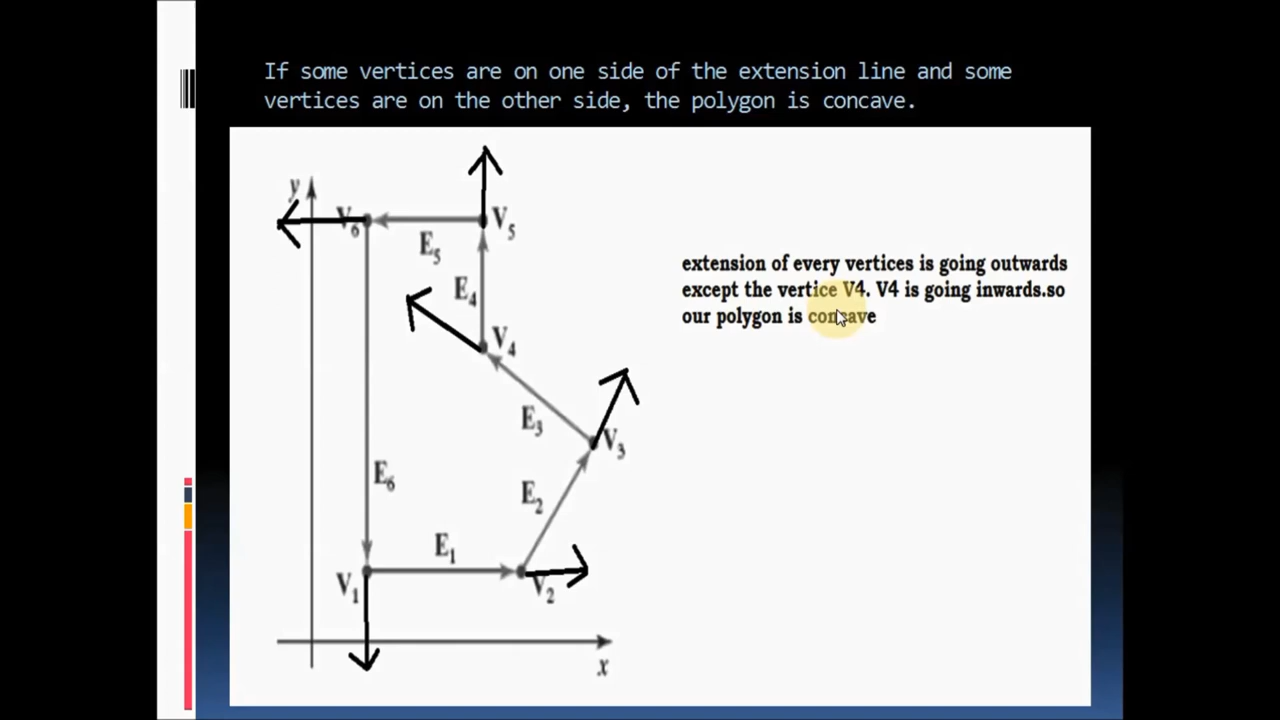 If some vertices are on one side of the extension line and some
vertices are on the other side, the polygon is concave.
y
V6
V5
E5
E4
extension of every vertices is going outwards
except the vertice V4. V4 is going inwards.so
our polygon is concave
V4
E3
V3
E6
E2
E1
V1
V2
x